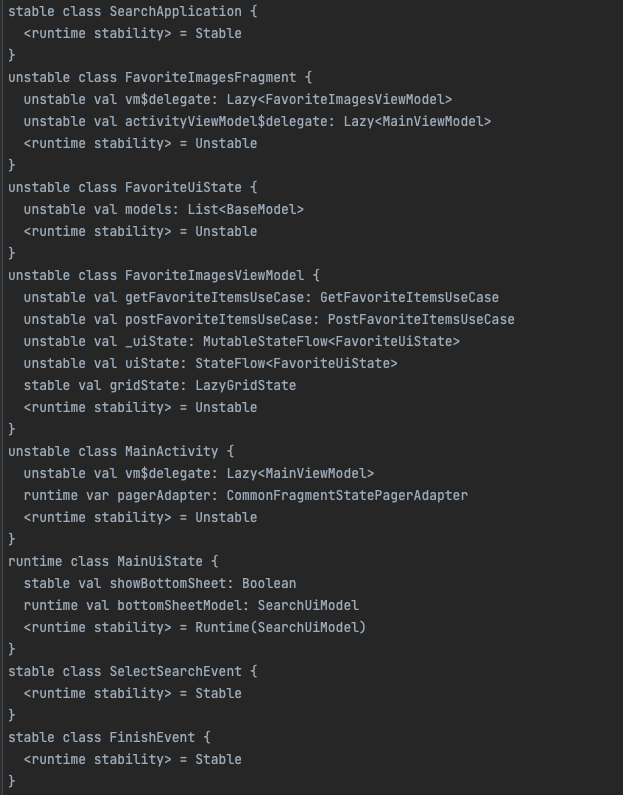 stable class SearchApplication {
  <runtime stability> = Stable
}
unstable class FavoriteImagesFragment {
  unstable val vm$delegate: Lazy<FavoriteImagesViewModel>
  unstable val activityViewModel$delegate: Lazy<MainViewModel>
  <runtime stability> = Unstable
}
unstable class FavoriteUiState {
  unstable val models: List<BaseModel>
  <runtime stability> = Unstable
}
unstable class FavoriteImagesViewModel {
  unstable val getFavoriteItemsUseCase: GetFavoriteItemsUseCase
  unstable val postFavoriteItemsUseCase: PostFavoriteItemsUseCase
  unstable val _uiState: MutableStateFlow<FavoriteUiState>
  unstable val uiState: StateFlow<FavoriteUiState>
  stable val gridState: LazyGridState
  <runtime stability> = Unstable
}
unstable class MainActivity {
  unstable val vm$delegate: Lazy<MainViewModel>
  runtime var pagerAdapter: CommonFragmentStatePagerAdapter
  <runtime stability> = Unstable
}
runtime class MainUiState {
  stable val showBottomSheet: Boolean
  runtime val bottomSheetModel: SearchUiModel
  <runtime stability> = Runtime(SearchUiModel)
}
stable class SelectSearchEvent {
  <runtime stability> = Stable
}
stable class FinishEvent {
  <runtime stability> = Stable
}